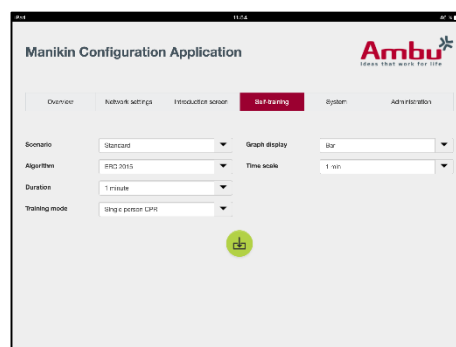 iPad 11:54
Manikin Configuration Application
Ambu
Ideas that work for life
Overview Network settings Introduction screen Self-training System Administration
Scenario Standard Graph display Bar
Algorithm ERC 2015 Time scale 1 min
Duration 1 minute
Training mode Single person CPR